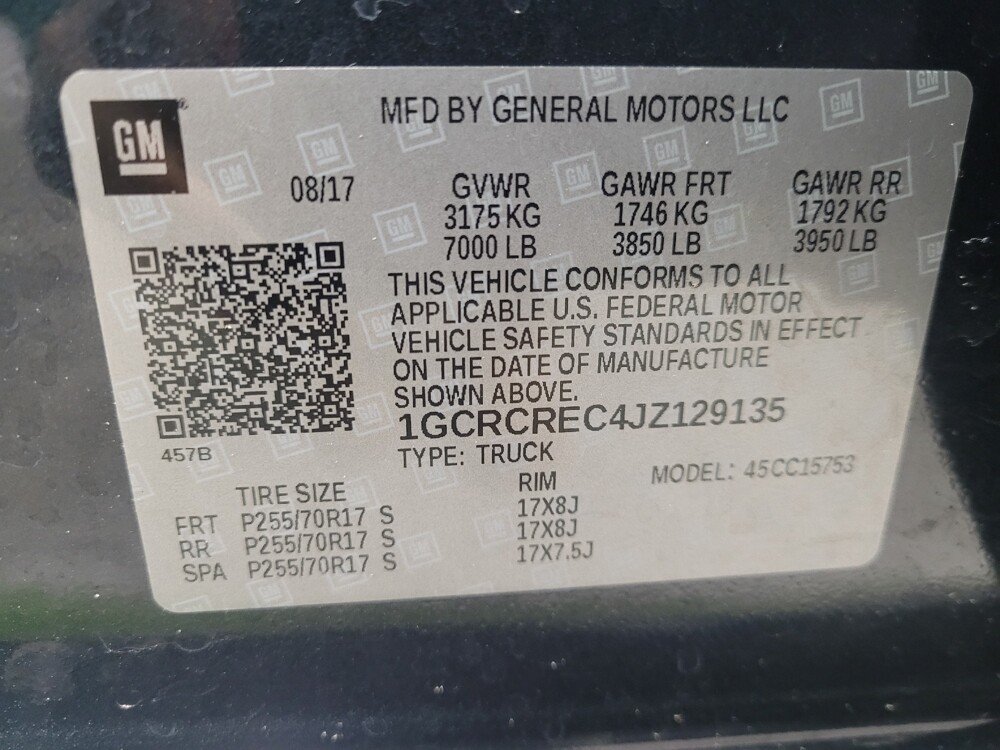 GM
MFD BY GENERAL MOTORS LLC
08/17 GVWR GAWR FRT GAWR RR
3175 KG 1746 KG 1792 KG
7000 LB 3850 LB 3950 LB
THIS VEHICLE CONFORMS TO ALL
APPLICABLE U.S. FEDERAL MOTOR
VEHICLE SAFETY STANDARDS IN EFFECT
ON THE DATE OF MANUFACTURE
SHOWN ABOVE.
1GCRCREC4JZ129135
457B
TYPE: TRUCK MODEL: 45CC15753
TIRE SIZE RIM
FRT P255/70R17 S 17X8J
RR P255/70R17 S 17X8J
SPA P255/70R17 S 17X7.5J